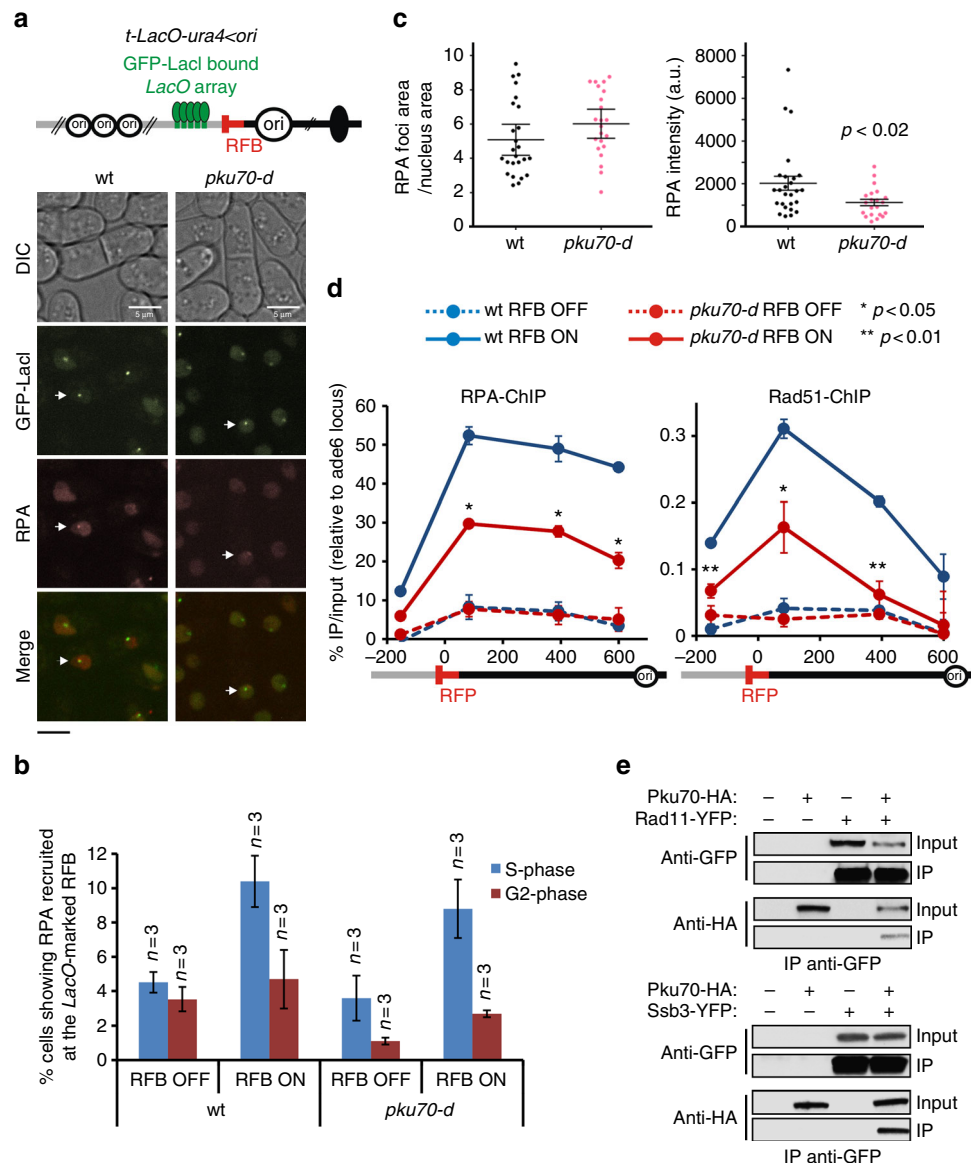 a
t-LacO-ura4<ori
GFP-LacI bound
LacO array
ori ori ori
ori
RFB
wt
pku70-d
DIC
5 µm
5 µm
GFP-LacI
RPA
Merge
b
% cells showing RPA recruited
at the LacO-marked RFB
12
10
8
6
4
2
0
n=3
n=3
n=3
n=3
n=3
n=3
n=3
n=3
S-phase
G2-phase
RFB OFF
RFB ON
RFB OFF
RFB ON
wt
pku70-d
c
RPA foci area
/nucleus area
10
8
6
4
2
0
wt
pku70-d
RPA intensity (a.u.)
8000
6000
4000
2000
0
p < 0.02
wt
pku70-d
d
wt RFB OFF
pku70-d RFB OFF
* p < 0.05
wt RFB ON
pku70-d RFB ON
** p < 0.01
% IP/input (relative to ade6 locus)
RPA-ChIP
60
50
40
30
20
10
0
*
*
*
–200
0
200
400
600
ori
RFP
Rad51-ChIP
0.3
0.2
0.1
0
**
*
**
–200
0
200
400
600
ori
RFP
e
Pku70-HA: – + – +
Rad11-YFP: – – + +
Anti-GFP
Input
IP
Anti-HA
Input
IP
IP anti-GFP
Pku70-HA: – + – +
Ssb3-YFP: – – + +
Anti-GFP
Input
IP
Anti-HA
Input
IP
IP anti-GFP